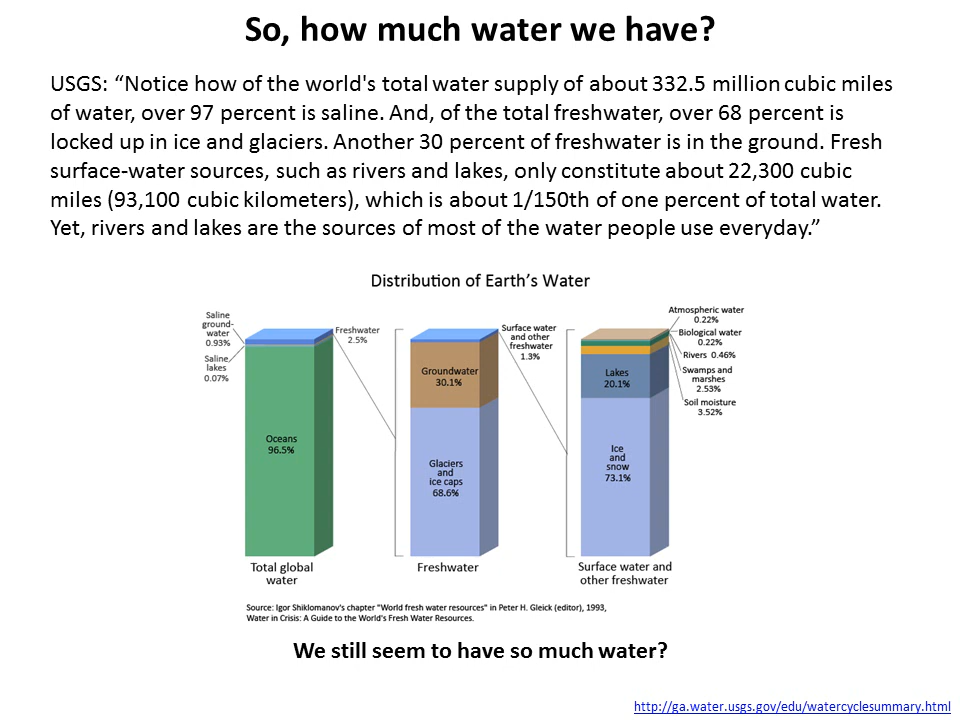 So, how much water we have?
USGS: “Notice how of the world's total water supply of about 332.5 million cubic miles
of water, over 97 percent is saline. And, of the total freshwater, over 68 percent is
locked up in ice and glaciers. Another 30 percent of freshwater is in the ground. Fresh
surface-water sources, such as rivers and lakes, only constitute about 22,300 cubic
miles (93,100 cubic kilometers), which is about 1/150th of one percent of total water.
Yet, rivers and lakes are the sources of most of the water people use everyday.”
Distribution of Earth’s Water
Saline
ground-
water
0.93%
Saline
lakes
0.07%
Oceans
96.5%
Total global
water
Freshwater
2.5%
Groundwater
30.1%
Glaciers
and
ice caps
68.6%
Freshwater
Surface water
and other
freshwater
1.3%
Lakes
20.1%
Ice
and
snow
73.1%
Surface water and
other freshwater
Atmospheric water
0.22%
Biological water
0.22%
Rivers 0.46%
Swamps and
marshes
2.53%
Soil moisture
3.52%
Source: Igor Shiklomanov's chapter "World fresh water resources" in Peter H. Gleick (editor), 1993,
Water in Crisis: A Guide to the World's Fresh Water Resources.
We still seem to have so much water?
http://ga.water.usgs.gov/edu/watercyclesummary.html